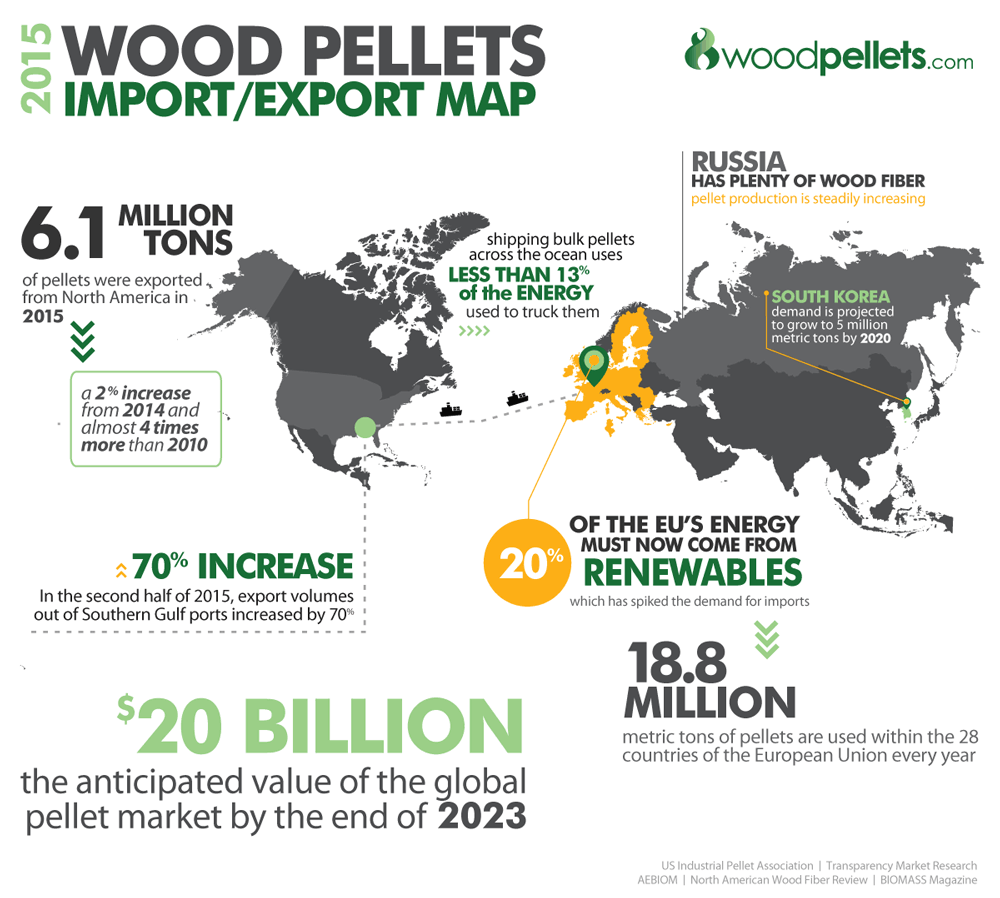 2015
WOOD PELLETS
IMPORT/EXPORT MAP
woodpellets.com
6.1 MILLION
TONS
of pellets were exported
from North America in
2015
a 2% increase
from 2014 and
almost 4 times
more than 2010
shipping bulk pellets
across the ocean uses
LESS THAN 13%
of the ENERGY
used to truck them
RUSSIA
HAS PLENTY OF WOOD FIBER
pellet production is steadily increasing
SOUTH KOREA
demand is projected
to grow to 5 million
metric tons by 2020
70% INCREASE
In the second half of 2015, export volumes
out of Southern Gulf ports increased by 70%
20%
OF THE EU'S ENERGY
MUST NOW COME FROM
RENEWABLES
which has spiked the demand for imports
18.8
MILLION
metric tons of pellets are used within the 28
countries of the European Union every year
$20 BILLION
the anticipated value of the global
pellet market by the end of 2023
US Industrial Pellet Association | Transparency Market Research
AEBIOM | North American Wood Fiber Review | BIOMASS Magazine